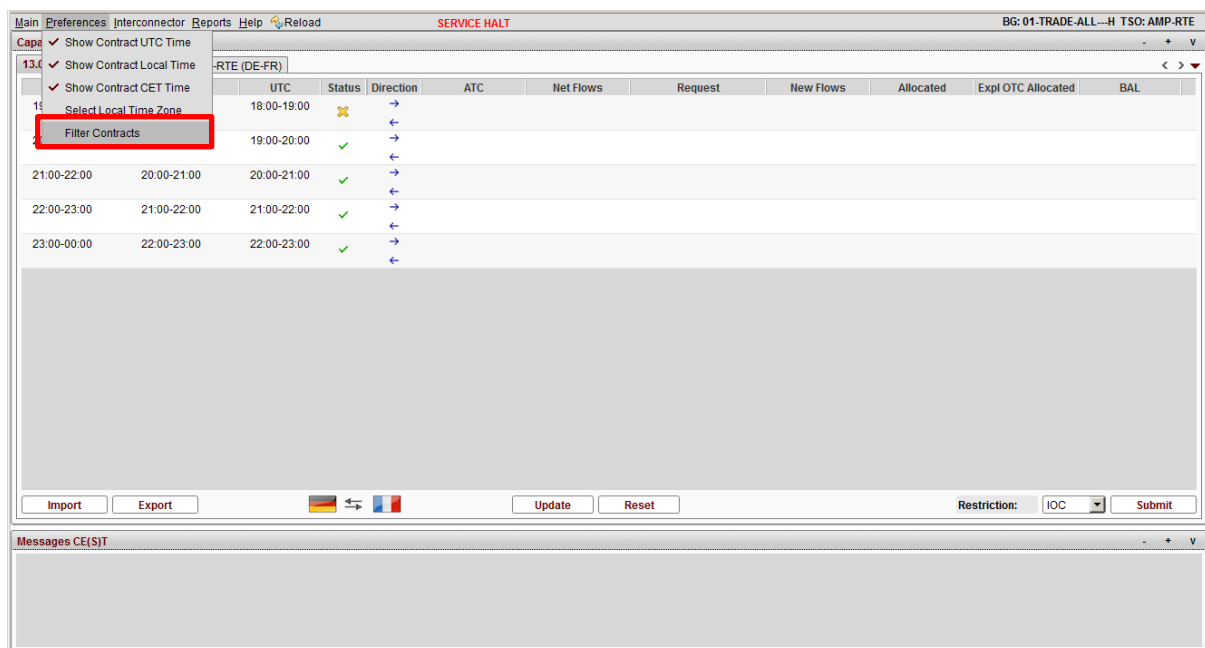 Main Preferences Interconnector Reports Help Reload SERVICE HALT BG: 01-TRADE-ALL---H TSO: AMP-RTE
Capa - + v
Show Contract UTC Time
13.0 -RTE (DE-FR) < >
Show Contract Local Time
Show Contract CET Time
UTC Status Direction ATC Net Flows Request New Flows Allocated Expl OTC Allocated BAL
Select Local Time Zone
18:00-19:00 → ←
Filter Contracts
19:00-20:00 → ←
21:00-22:00 20:00-21:00 20:00-21:00 → ←
22:00-23:00 21:00-22:00 21:00-22:00 → ←
23:00-00:00 22:00-23:00 22:00-23:00 → ←
Import Export Update Reset Restriction: IOC Submit
Messages CE(S)T - + v